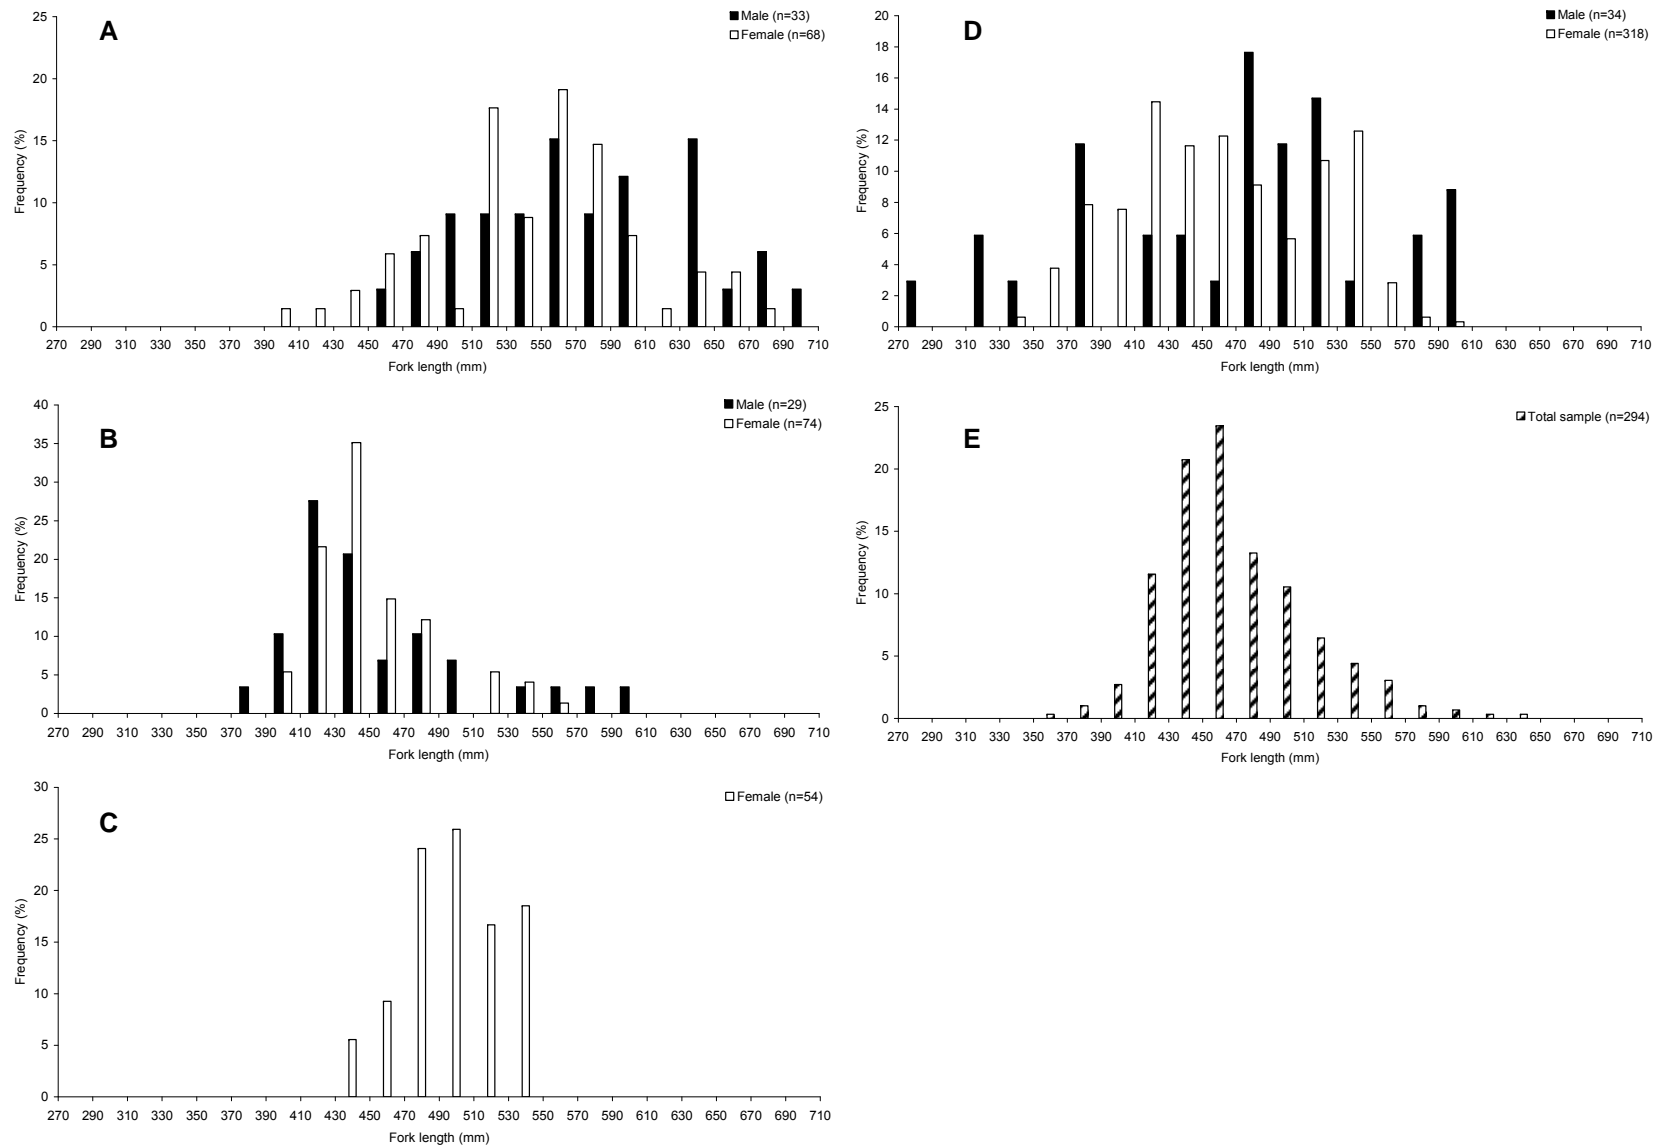 A
Male (n=33)
Female (n=68)
25
20
15
10
5
0
Frequency (%)
270 290 310 330 350 370 390 410 430 450 470 490 510 530 550 570 590 610 630 650 670 690 710
Fork length (mm)
D
Male (n=34)
Female (n=318)
20
18
16
14
12
10
8
6
4
2
0
Frequency (%)
270 290 310 330 350 370 390 410 430 450 470 490 510 530 550 570 590 610 630 650 670 690 710
Fork length (mm)
B
Male (n=29)
Female (n=74)
40
35
30
25
20
15
10
5
0
Frequency (%)
270 290 310 330 350 370 390 410 430 450 470 490 510 530 550 570 590 610 630 650 670 690 710
Fork length (mm)
E
Total sample (n=294)
25
20
15
10
5
0
Frequency (%)
270 290 310 330 350 370 390 410 430 450 470 490 510 530 550 570 590 610 630 650 670 690 710
Fork length (mm)
C
Female (n=54)
30
25
20
15
10
5
0
Frequency (%)
270 290 310 330 350 370 390 410 430 450 470 490 510 530 550 570 590 610 630 650 670 690 710
Fork length (mm)